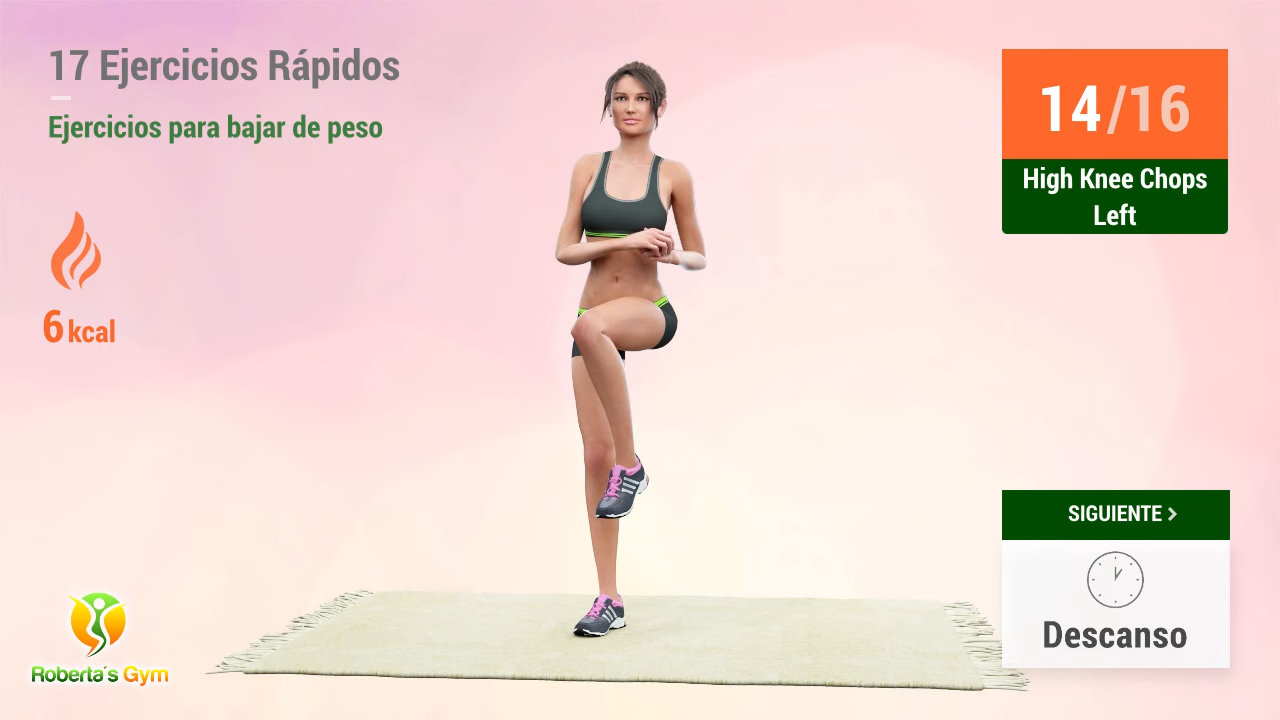 17 Ejercicios Rápidos
Ejercicios para bajar de peso
6 kcal
14/16
High Knee Chops
Left
SIGUIENTE >
Descanso
Roberta´s Gym